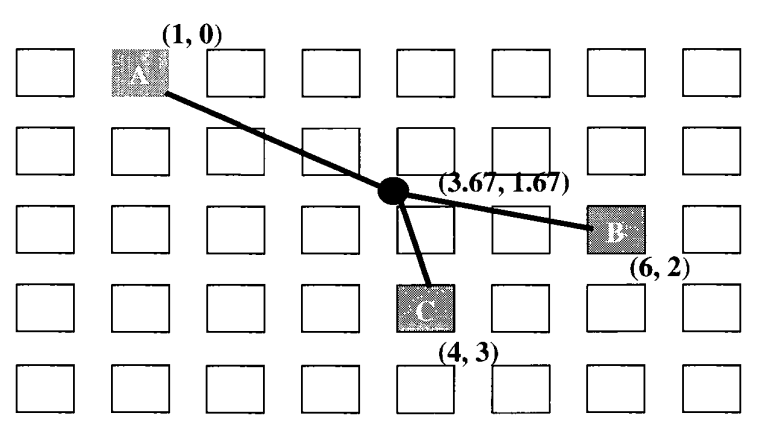 (1, 0)
A
(3.67, 1.67)
B
(6, 2)
C
(4, 3)